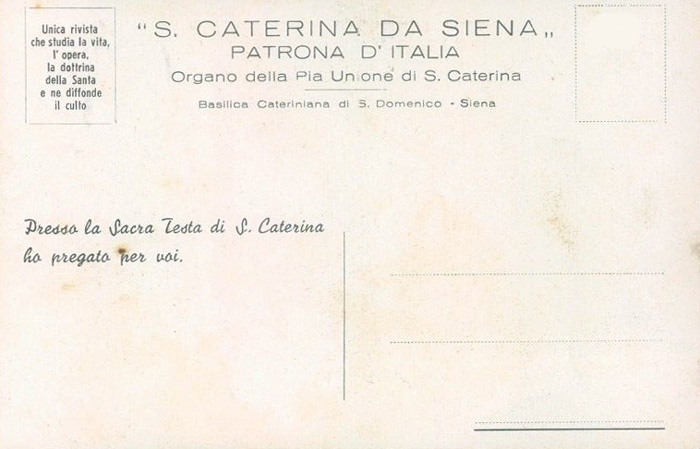 Unica rivista
che studia la vita,
l' opera,
la dottrina
della Santa
e ne diffonde
il culto
"S. CATERINA DA SIENA„
PATRONA D' ITALIA
Organo della Pia Unione di S. Caterina
Basilica Cateriniana di S. Domenico - Siena
Presso la Sacra Testa di S. Caterina
ho pregato per voi.